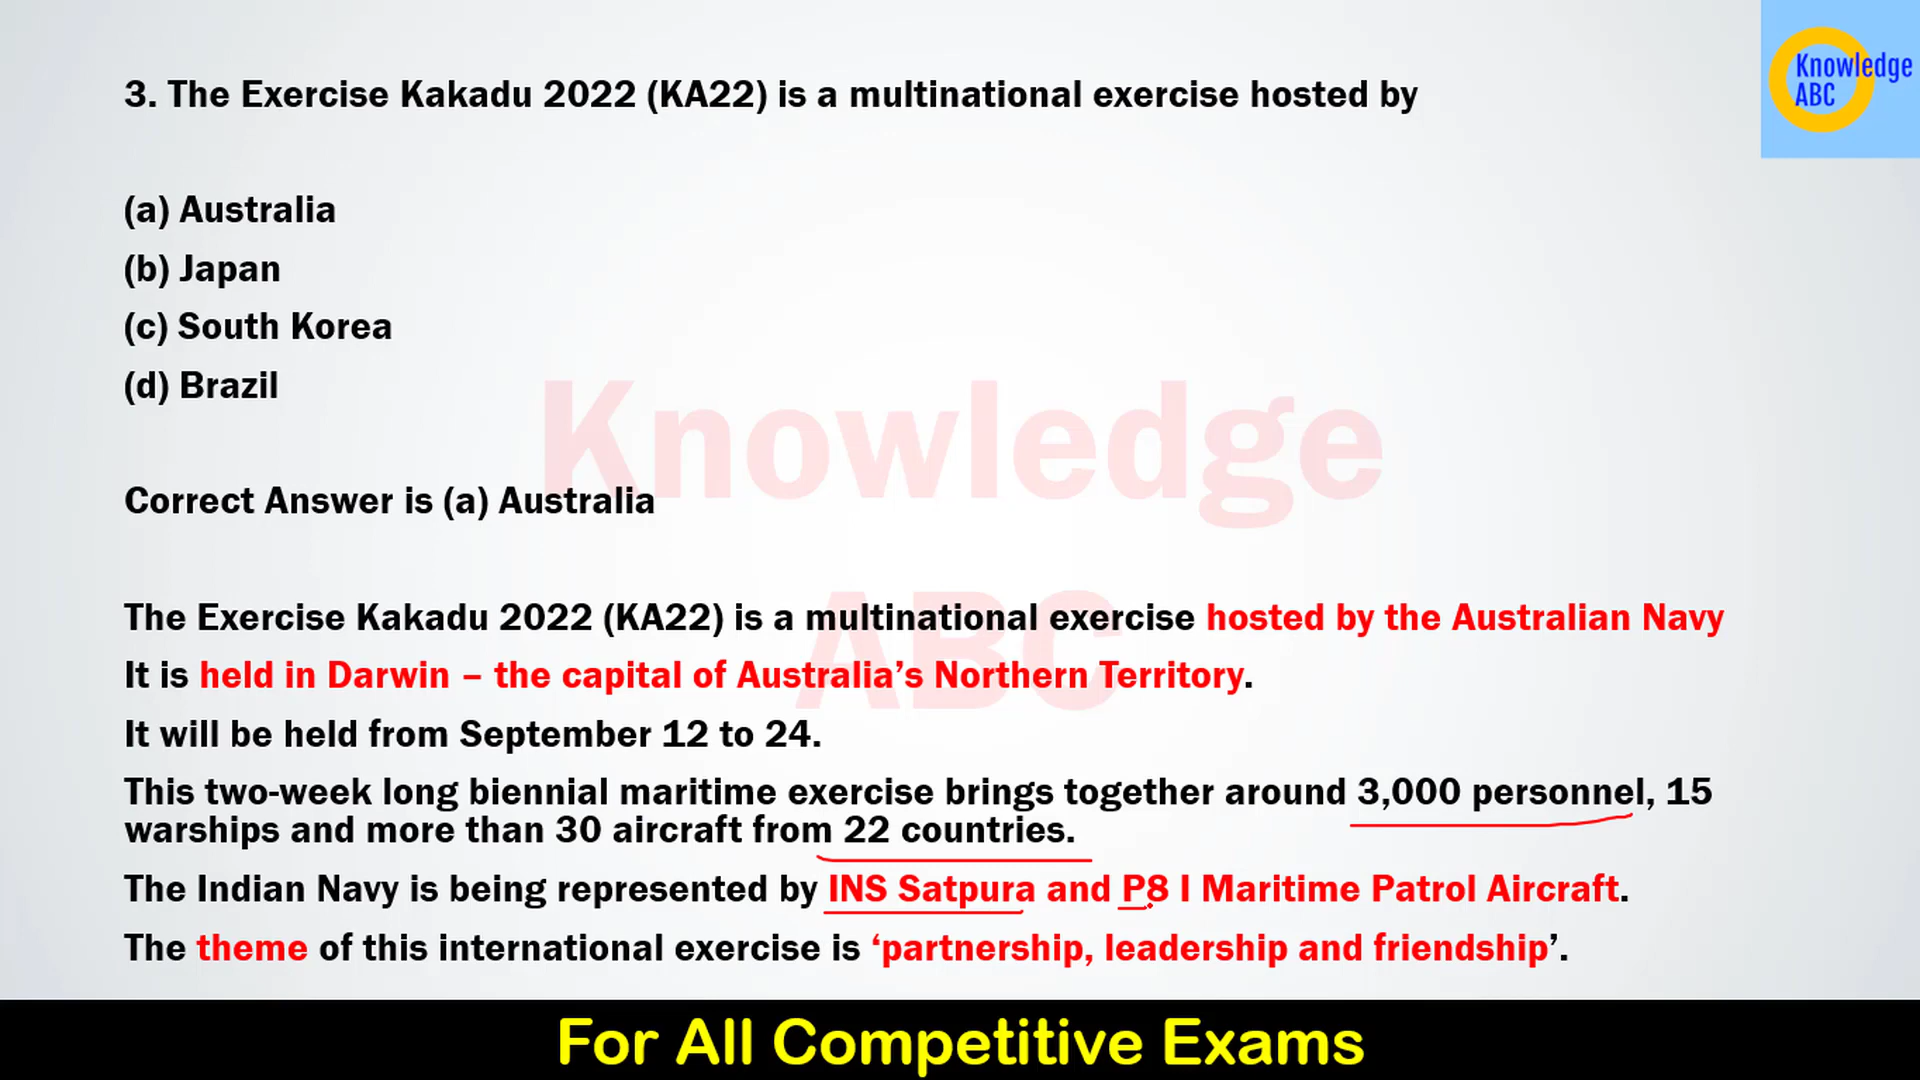 Knowledge
ABC
3. The Exercise Kakadu 2022 (KA22) is a multinational exercise hosted by
(a) Australia
(b) Japan
(c) South Korea
(d) Brazil
Knowledge
ABC
Correct Answer is (a) Australia
The Exercise Kakadu 2022 (KA22) is a multinational exercise hosted by the Australian Navy
It is held in Darwin – the capital of Australia’s Northern Territory.
It will be held from September 12 to 24.
This two-week long biennial maritime exercise brings together around 3,000 personnel, 15
warships and more than 30 aircraft from 22 countries.
The Indian Navy is being represented by INS Satpura and P8 I Maritime Patrol Aircraft.
The theme of this international exercise is ‘partnership, leadership and friendship’.
For All Competitive Exams